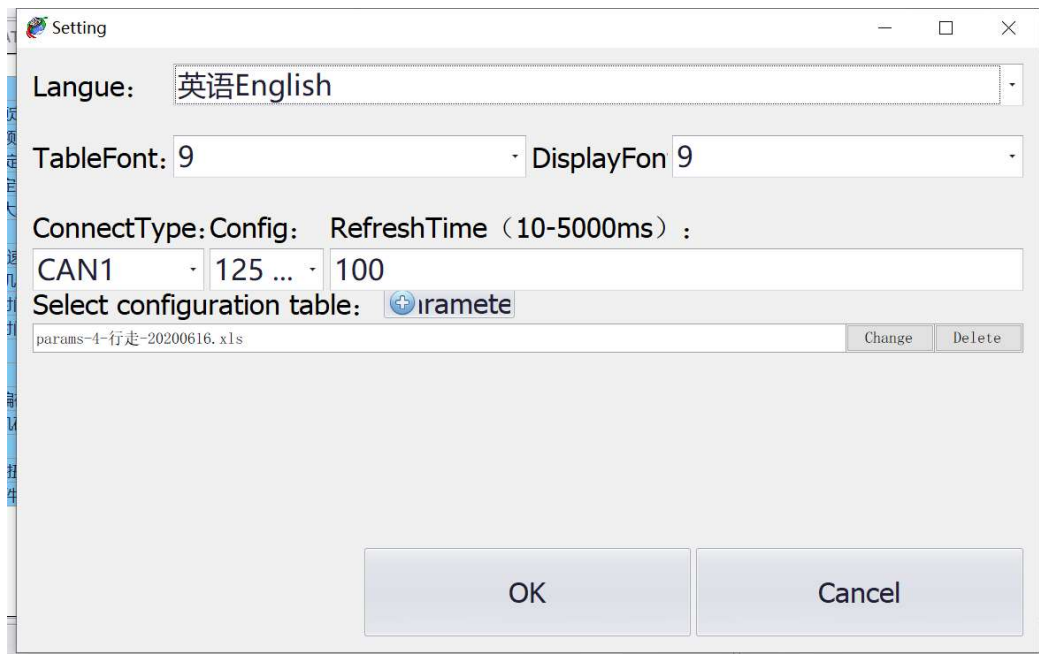 Setting
Langue：
英语English
TableFont:
9
DisplayFon
9
ConnectType:
Config:
RefreshTime（10-5000ms）:
CAN1
125 ...
100
Select configuration table：
aramete
params-4-行走-20200616.xls
Change
Delete
OK
Cancel